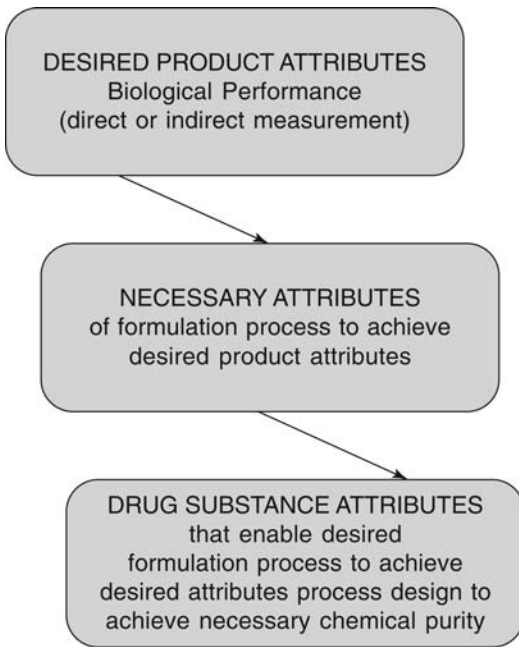 DESIRED PRODUCT ATTRIBUTES
Biological Performance
(direct or indirect measurement)
NECESSARY ATTRIBUTES
of formulation process to achieve
desired product attributes
DRUG SUBSTANCE ATTRIBUTES
that enable desired
formulation process to achieve
desired attributes process design to
achieve necessary chemical purity